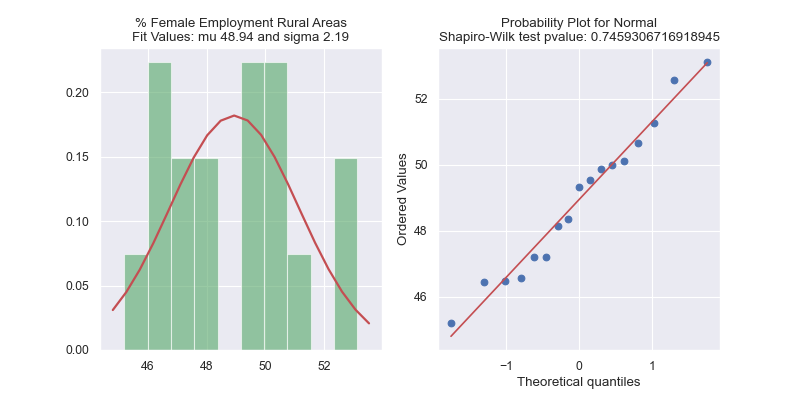 % Female Employment Rural Areas
Fit Values: mu 48.94 and sigma 2.19
0.20
0.15
0.10
0.05
0.00
46 48 50 52
Probability Plot for Normal
Shapiro-Wilk test pvalue: 0.7459306716918945
Ordered Values
52
50
48
46
−1 0 1
Theoretical quantiles